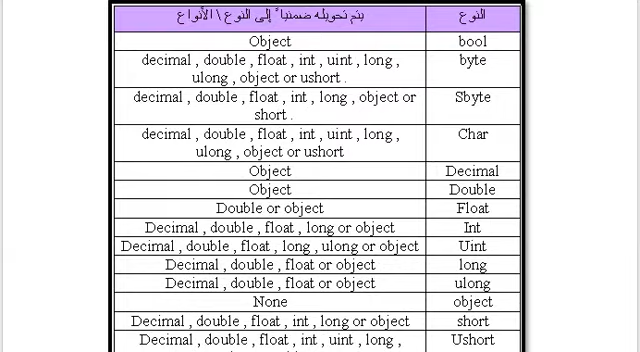 النوع يتم تحويله ضمنياً إلى النوع \ الأنواع
bool Object
byte decimal , double , float , int , uint , long ,
ulong , object or ushort .
Sbyte decimal , double , float , int , long , object or
short .
Char decimal , double , float , int , uint , long ,
ulong , object or ushort
Decimal Object
Double Object
Float Double or object
Int Decimal , double , float , long or object
Uint Decimal , double , float , long , ulong or object
long Decimal , double , float or object
ulong Decimal , double , float or object
object None
short Decimal , double , float , int , long or object
Ushort Decimal , double , float , int , uint , long ,